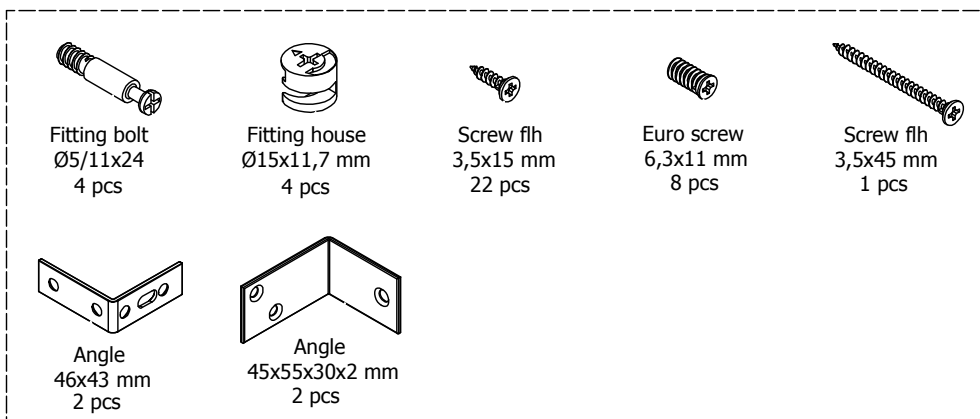 Fitting bolt
Ø5/11x24
4 pcs
Fitting house
Ø15x11,7 mm
4 pcs
Screw flh
3,5x15 mm
22 pcs
Euro screw
6,3x11 mm
8 pcs
Screw flh
3,5x45 mm
1 pcs
Angle
46x43 mm
2 pcs
Angle
45x55x30x2 mm
2 pcs